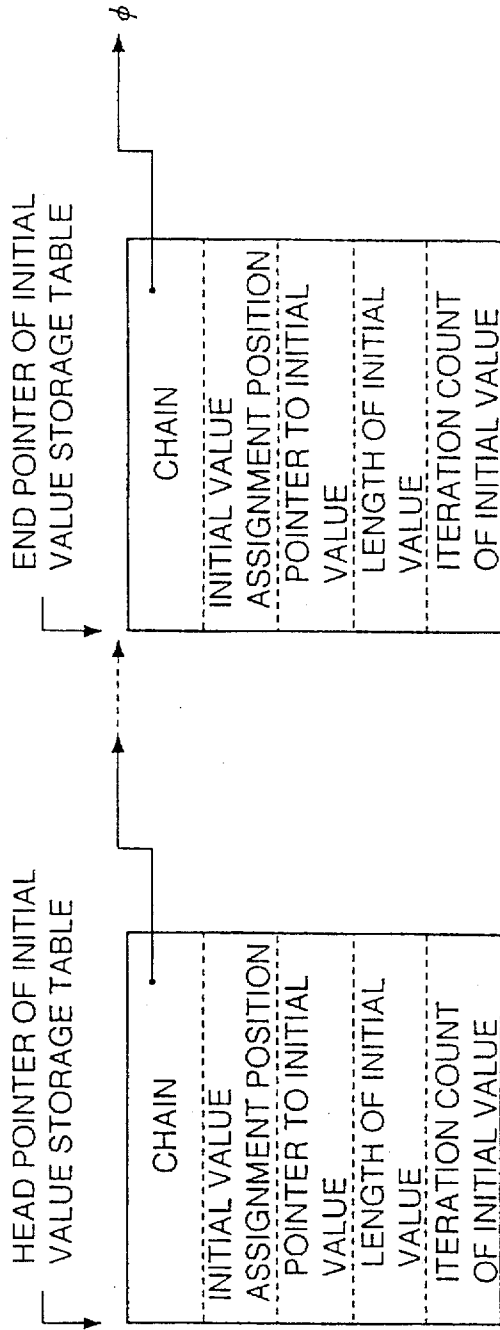 HEAD POINTER OF INITIAL
VALUE STORAGE TABLE
CHAIN
INITIAL VALUE
ASSIGNMENT POSITION
POINTER TO INITIAL
VALUE
LENGTH OF INITIAL
VALUE
ITERATION COUNT
OF INITIAL VALUE
END POINTER OF INITIAL
VALUE STORAGE TABLE
CHAIN
INITIAL VALUE
ASSIGNMENT POSITION
POINTER TO INITIAL
VALUE
LENGTH OF INITIAL
VALUE
ITERATION COUNT
OF INITIAL VALUE
ϕ